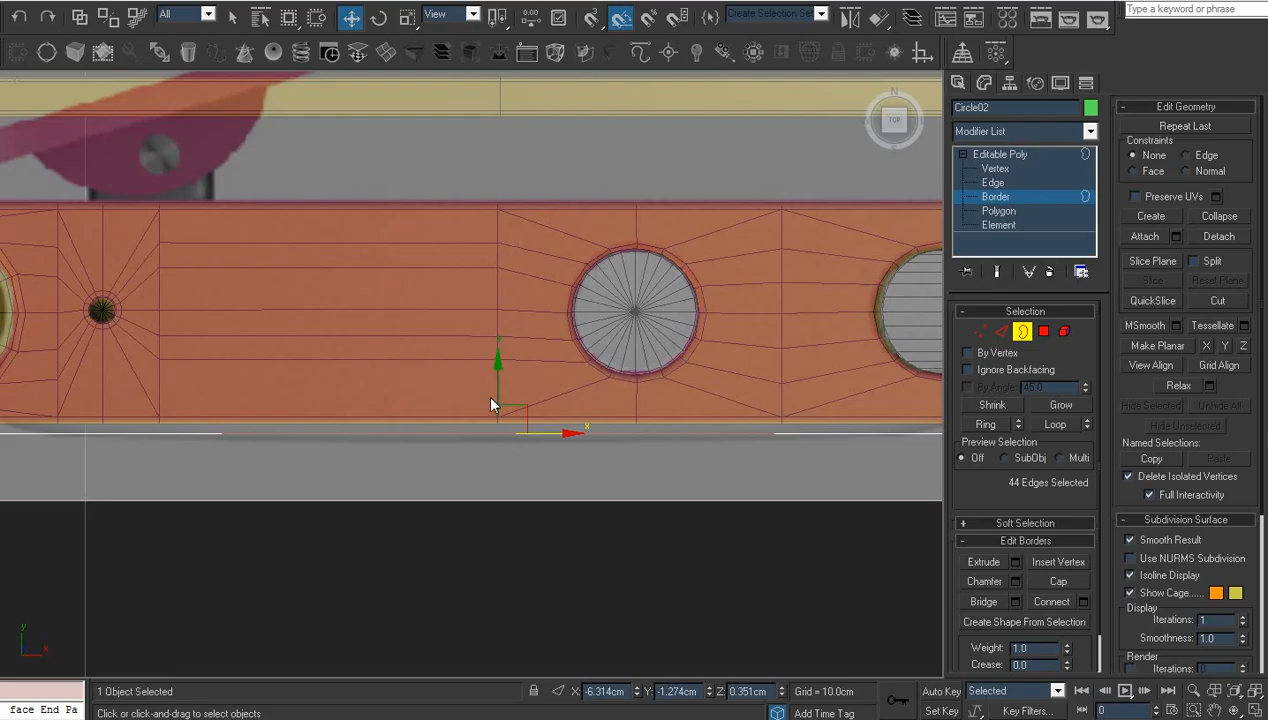 All
View
Create Selection Set
Type a keyword or phrase
N
TOP
y
x
y
x
Circle02
Modifier List
Editable Poly
Vertex
Edge
Border
Polygon
Element
Selection
By Vertex
Ignore Backfacing
By Angle: 45.0
Shrink Grow
Ring Loop
Preview Selection
Off SubObj Multi
44 Edges Selected
Soft Selection
Edit Borders
Extrude Insert Vertex
Chamfer Cap
Bridge Connect
Create Shape From Selection
Weight: 1.0
Crease: 0.0
Edit Geometry
Repeat Last
Constraints
None Edge
Face Normal
Preserve UVs
Create Collapse
Attach Detach
Slice Plane Split
Slice Reset Plane
QuickSlice Cut
MSmooth Tessellate
Make Planar X Y Z
View Align Grid Align
Relax
Hide Selected Unhide All
Hide Unselected
Named Selections:
Copy Paste
Delete Isolated Vertices
Full Interactivity
Subdivision Surface
Smooth Result
Use NURMS Subdivision
Isoline Display
Show Cage......
Display
Iterations: 1
Smoothness: 1.0
Render
Iterations: 0
1 Object Selected
X: -6.314cm Y: -1.274cm Z: 0.351cm Grid = 10.0cm
Auto Key Selected
face End Pa
Click or click-and-drag to select objects
Add Time Tag
Set Key Key Filters... 0